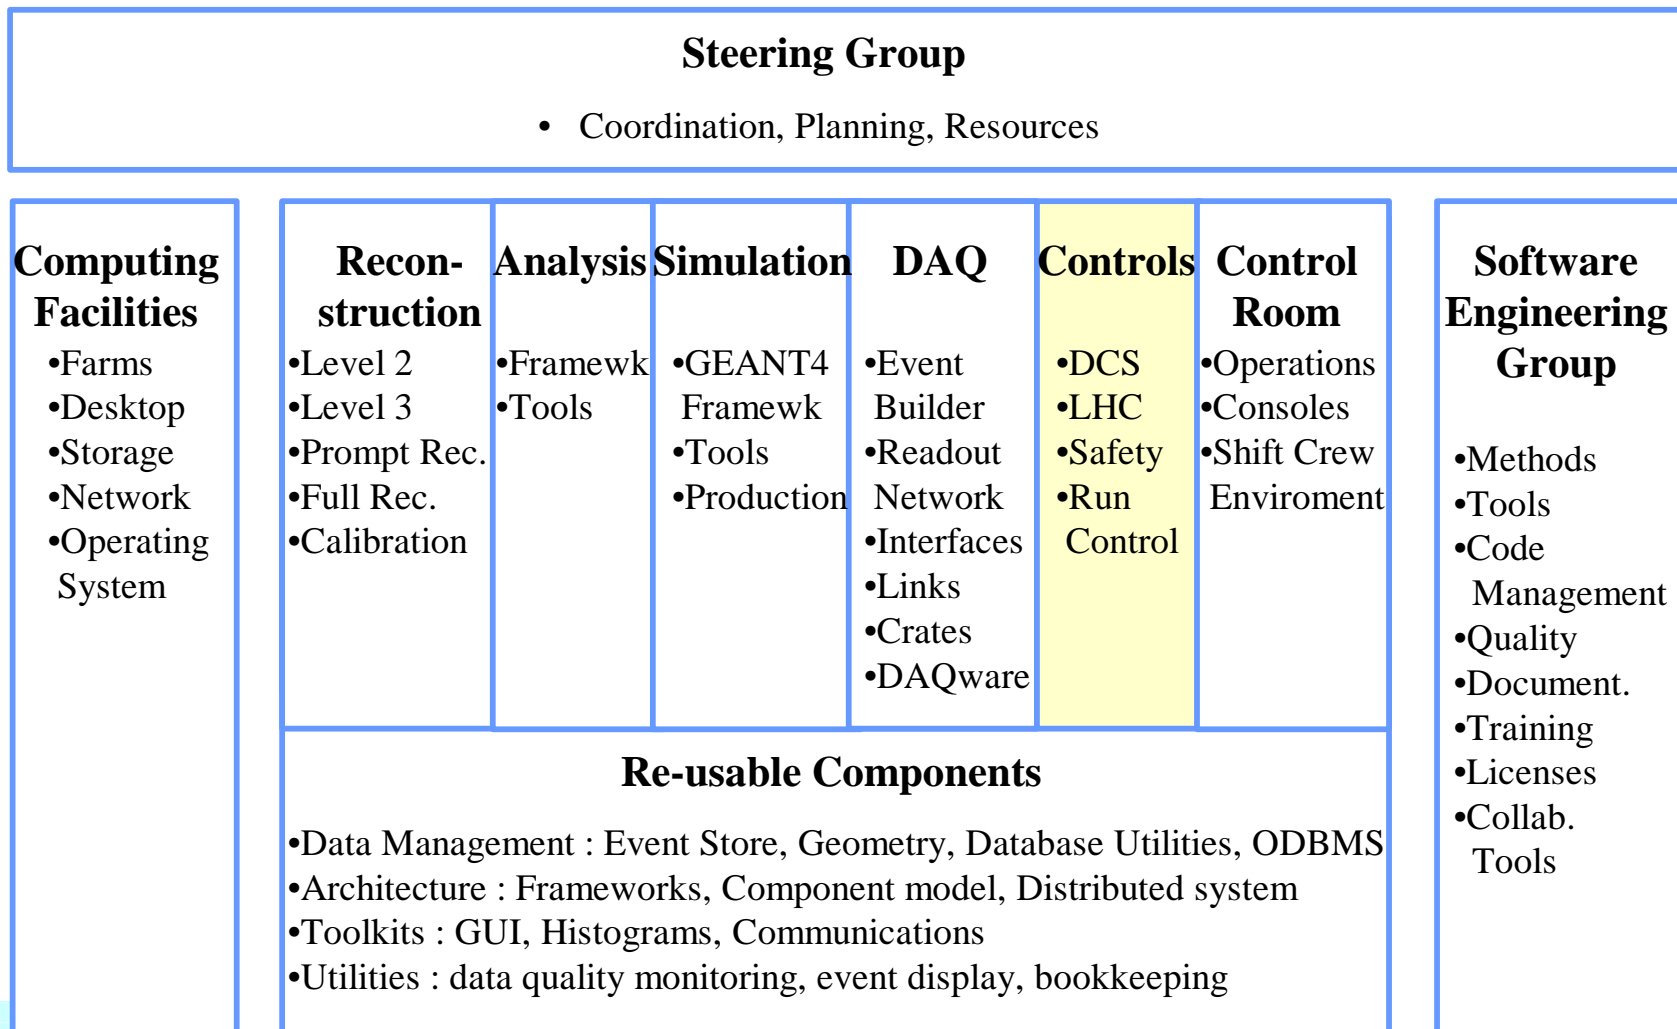 Steering Group
• Coordination, Planning, Resources
Computing
Facilities
•Farms
•Desktop
•Storage
•Network
•Operating
System
Recon-
struction
•Level 2
•Level 3
•Prompt Rec.
•Full Rec.
•Calibration
Analysis
•Framewk
•Tools
Simulation
•GEANT4
Framewk
•Tools
•Production
DAQ
•Event
Builder
•Readout
Network
•Interfaces
•Links
•Crates
•DAQware
Controls
•DCS
•LHC
•Safety
•Run
Control
Control
Room
•Operations
•Consoles
•Shift Crew
Enviroment
Re-usable Components
•Data Management : Event Store, Geometry, Database Utilities, ODBMS
•Architecture : Frameworks, Component model, Distributed system
•Toolkits : GUI, Histograms, Communications
•Utilities : data quality monitoring, event display, bookkeeping
Software
Engineering
Group
•Methods
•Tools
•Code
Management
•Quality
•Document.
•Training
•Licenses
•Collab.
Tools